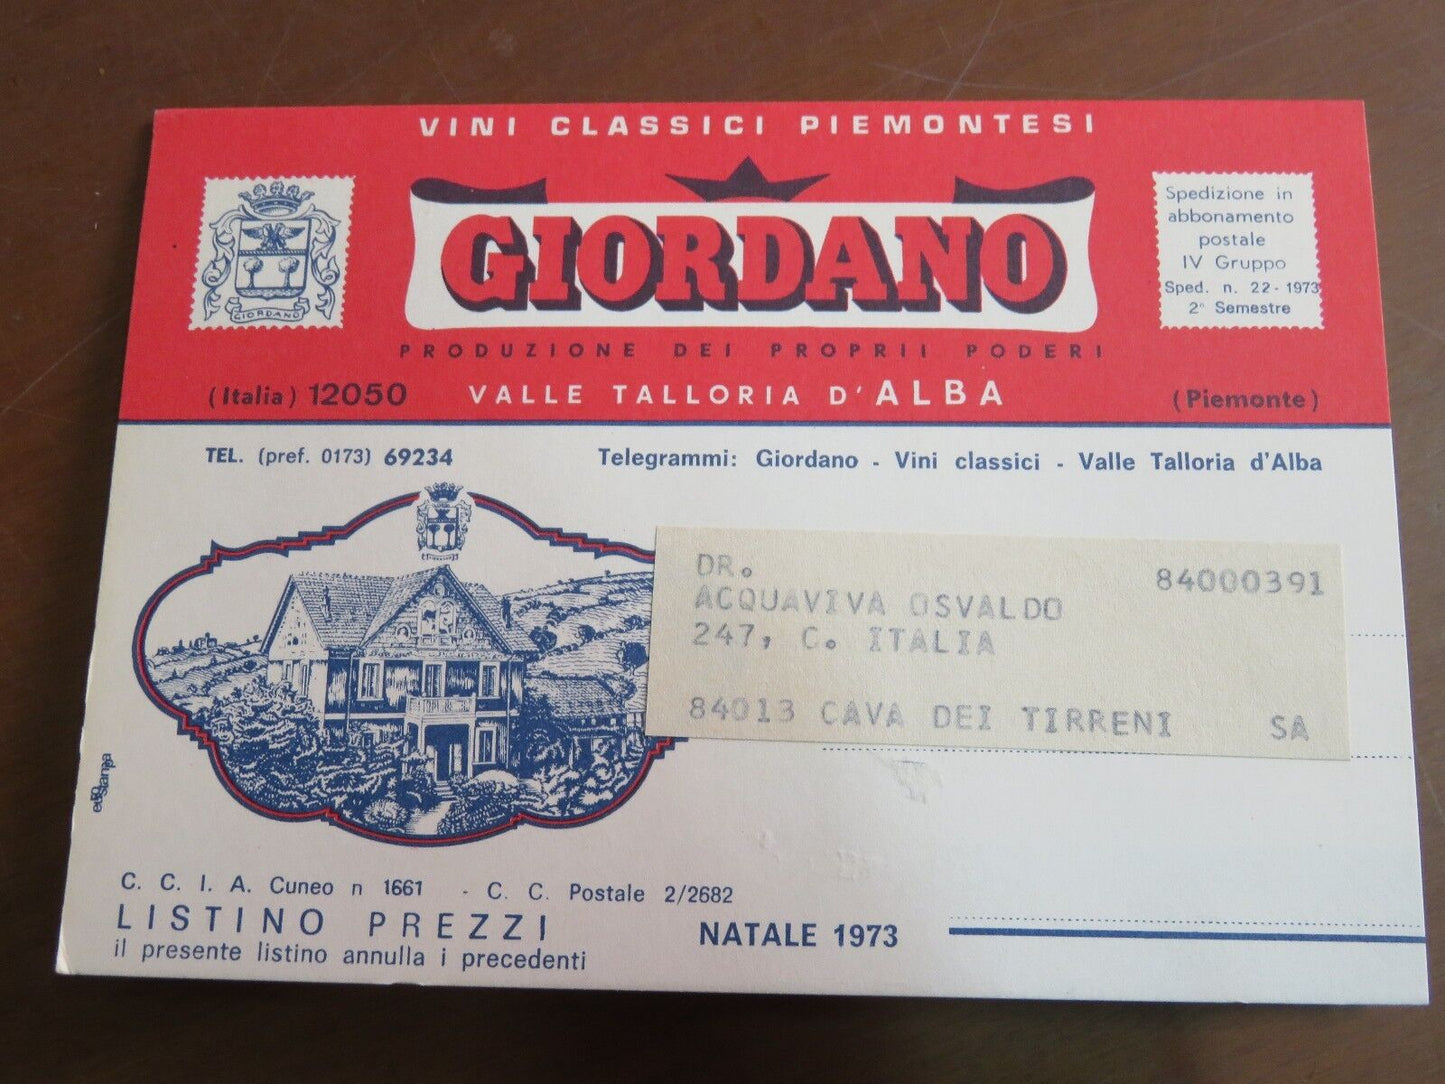 VINI CLASSICI PIEMONTESI
GIORDANO
GIORDANO
Spedizione in
abbonamento
postale
IV Gruppo
Sped. n. 22-1973
2° Semestre
PRODUZIONE DEI PROPRII PODERI
(Italia) 12050 VALLE TALLORIA D'ALBA (Piemonte)
TEL. (pref. 0173) 69234 Telegrammi: Giordano - Vini classici - Valle Talloria d'Alba
DR. 84000391
ACQUAVIVA OSVALDO
247, C. ITALIA
84013 CAVA DEI TIRRENI SA
C. C. I. A. Cuneo n 1661 - C. C. Postale 2/2682
LISTINO PREZZI NATALE 1973
il presente listino annulla i precedenti